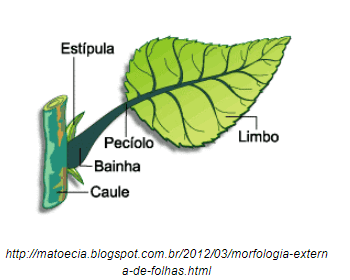 Estípula
Pecíolo
Limbo
Bainha
Caule
http://matoecia.blogspot.com.br/2012/03/morfologia-extern
a-de-folhas.html